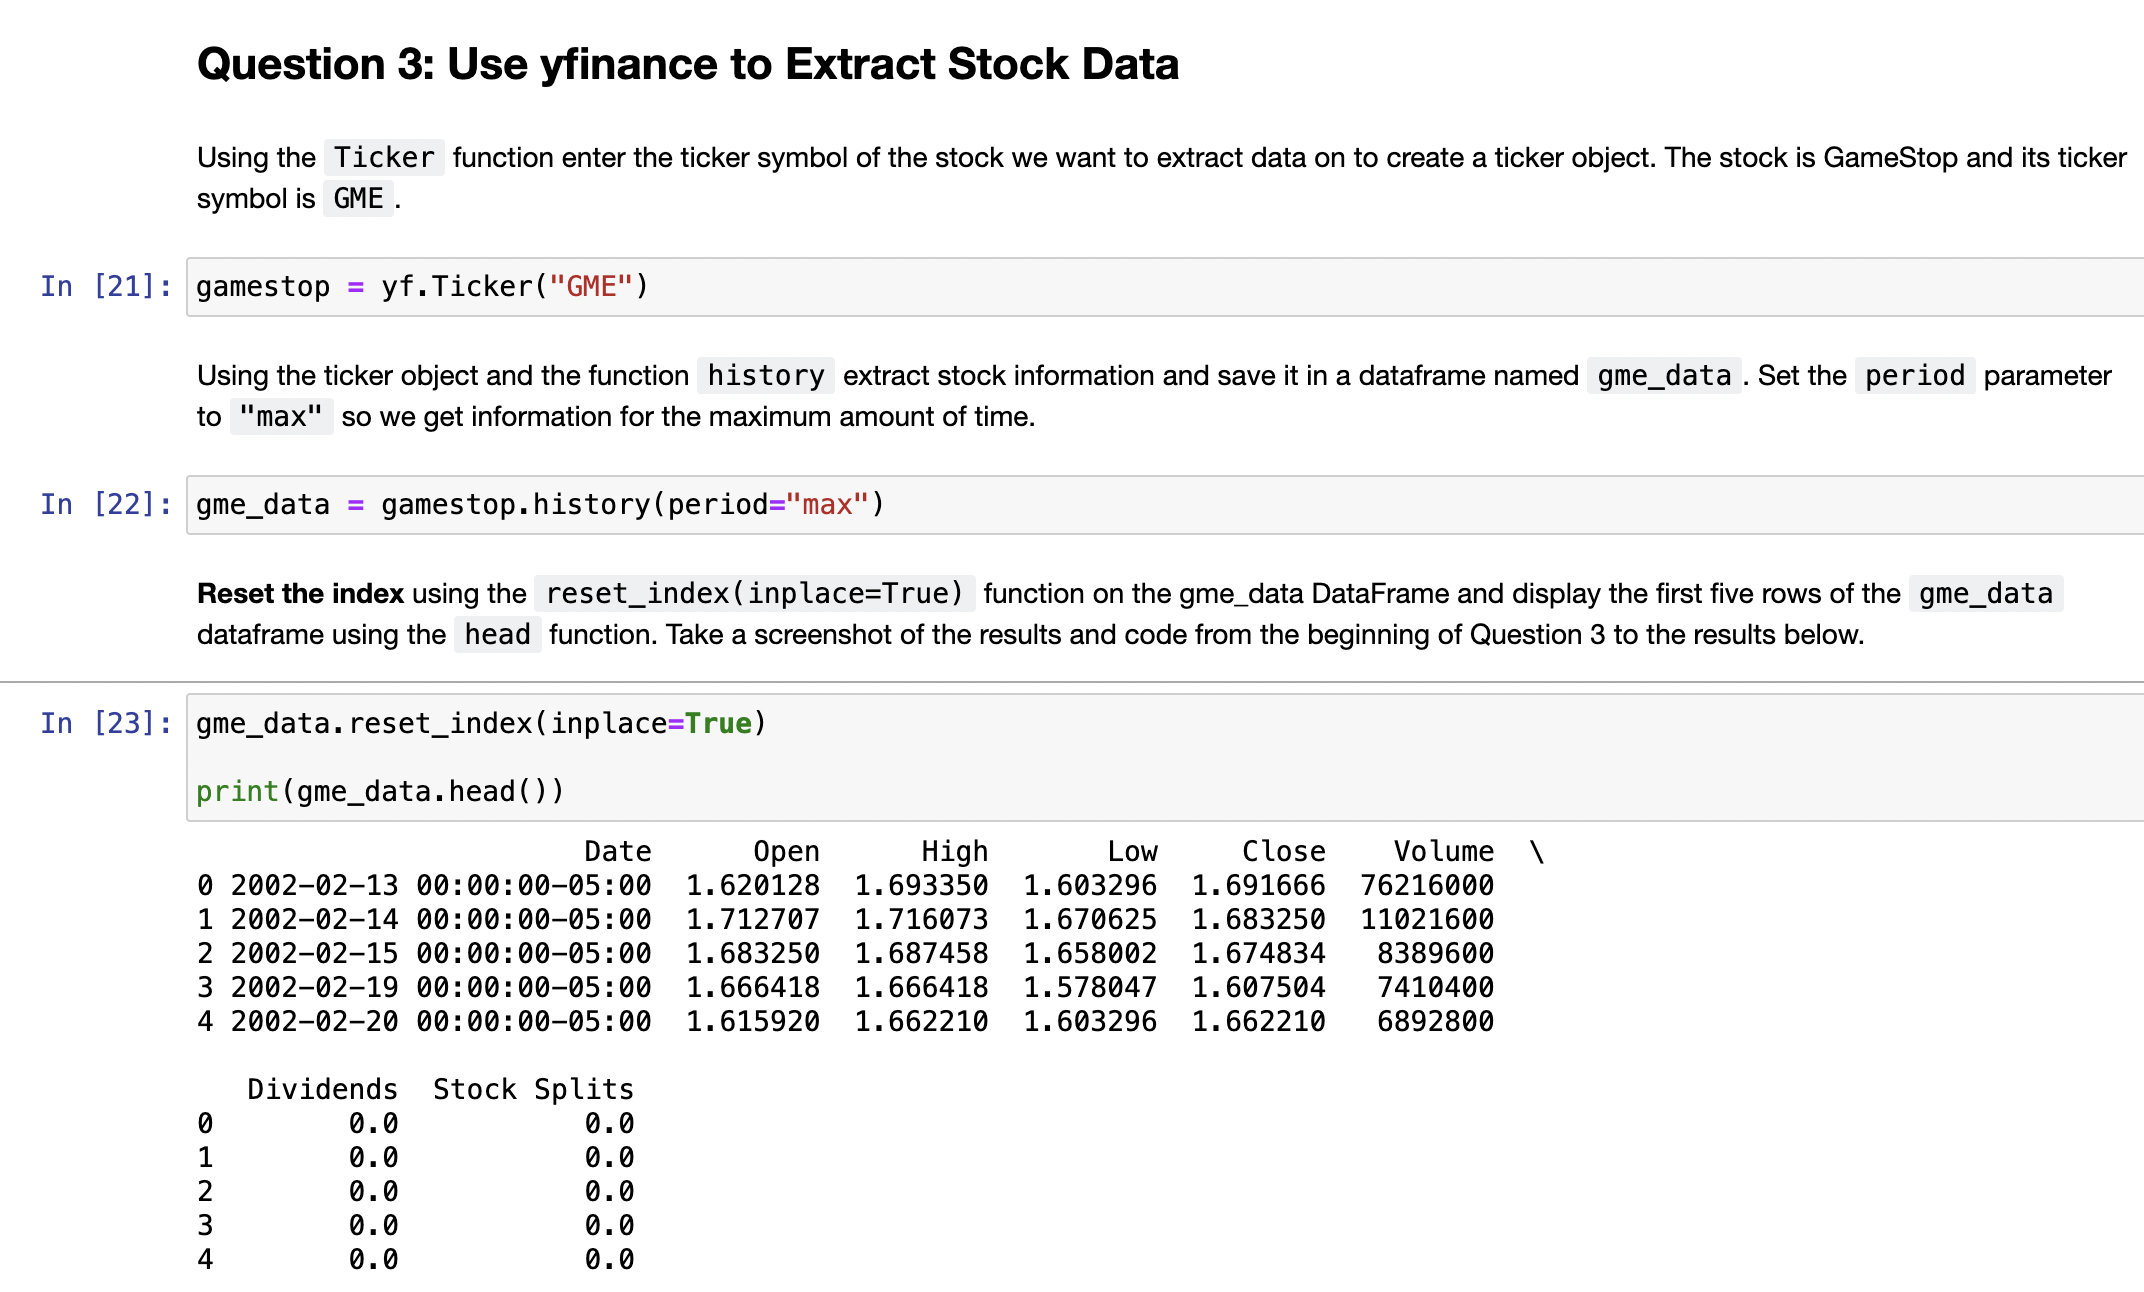 Question 3: Use yfinance to Extract Stock Data
Using the Ticker function enter the ticker symbol of the stock we want to extract data on to create a ticker object. The stock is GameStop and its ticker
symbol is GME .
In [21]: gamestop = yf.Ticker("GME")
Using the ticker object and the function history extract stock information and save it in a dataframe named gme_data . Set the period parameter
to "max" so we get information for the maximum amount of time.
In [22]: gme_data = gamestop.history(period="max")
Reset the index using the reset_index(inplace=True) function on the gme_data DataFrame and display the first five rows of the gme_data
dataframe using the head function. Take a screenshot of the results and code from the beginning of Question 3 to the results below.
In [23]: gme_data.reset_index(inplace=True)
print(gme_data.head())
Date Open High Low Close Volume \
0 2002-02-13 00:00:00-05:00 1.620128 1.693350 1.603296 1.691666 76216000
1 2002-02-14 00:00:00-05:00 1.712707 1.716073 1.670625 1.683250 11021600
2 2002-02-15 00:00:00-05:00 1.683250 1.687458 1.658002 1.674834 8389600
3 2002-02-19 00:00:00-05:00 1.666418 1.666418 1.578047 1.607504 7410400
4 2002-02-20 00:00:00-05:00 1.615920 1.662210 1.603296 1.662210 6892800
Dividends Stock Splits
0 0.0 0.0
1 0.0 0.0
2 0.0 0.0
3 0.0 0.0
4 0.0 0.0